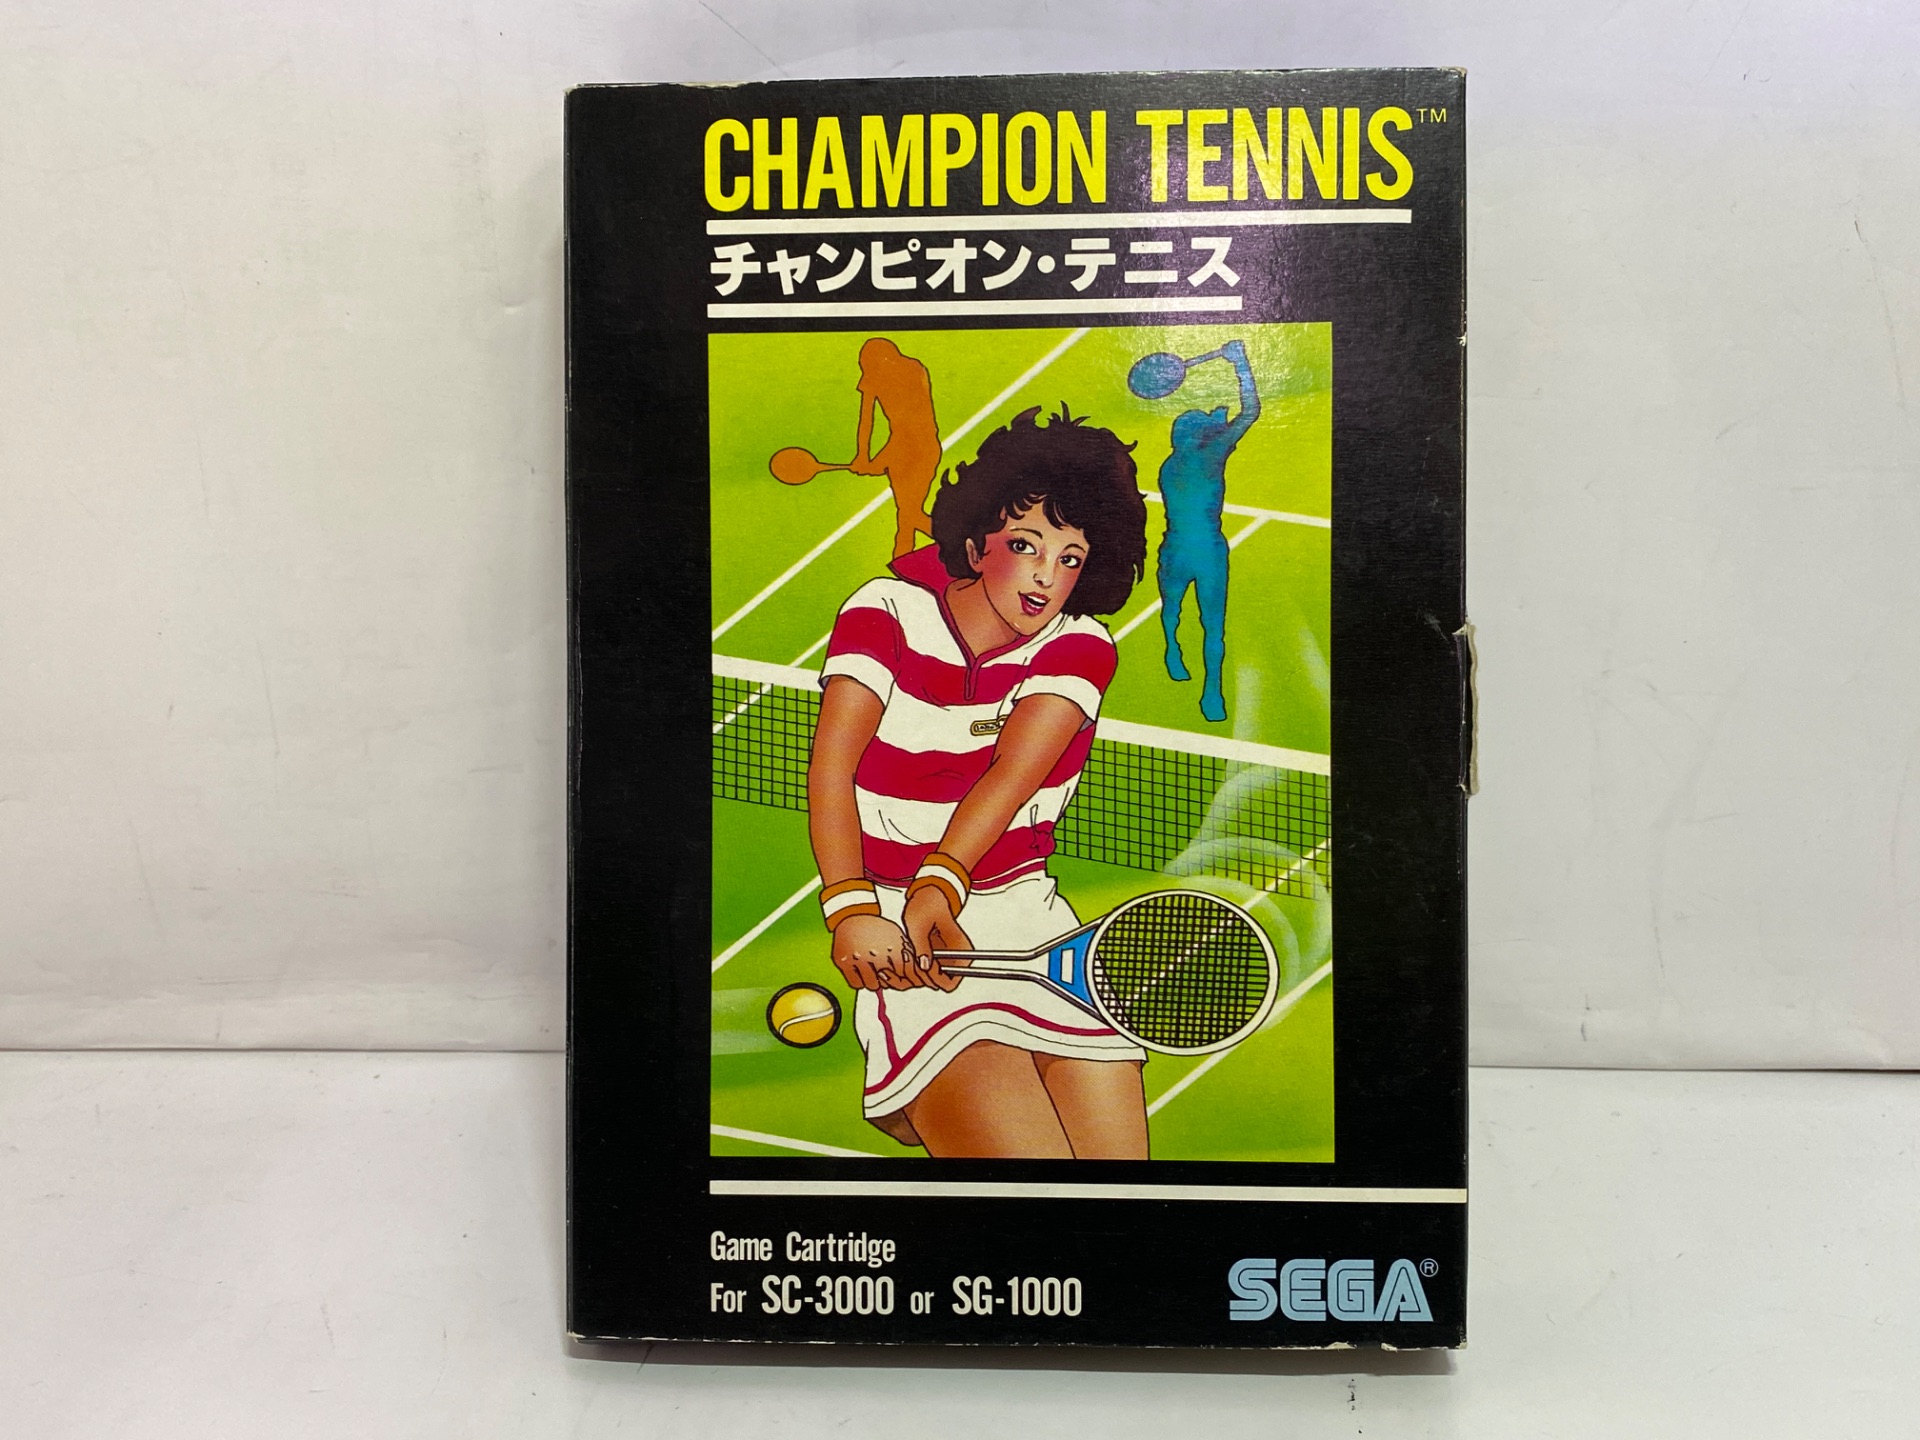 CHAMPION TENNIS™
チャンピオン・テニス
Game Cartridge
For SC-3000 or SG-1000
SEGA®